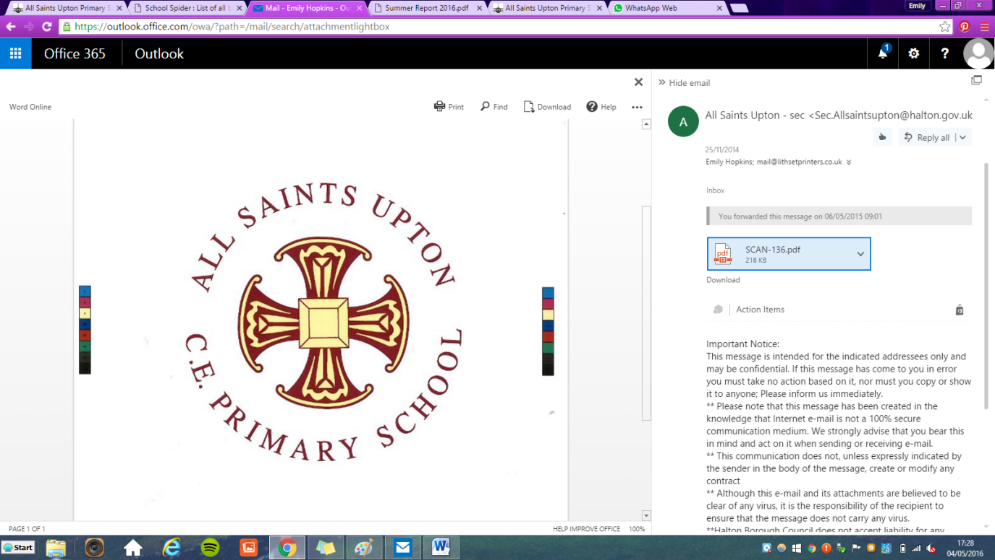 All Saints Upton Primary S
School Spider : List of all b
Mail - Emily Hopkins - Ou
Summer Report 2016.pdf
All Saints Upton Primary S
WhatsApp Web
Emily
https://outlook.office.com/owa/?path=/mail/search/attachmentlightbox
Office 365
Outlook
1
Word Online
Print
Find
Download
Help
ALL SAINTS UPTON
C.E. PRIMARY SCHOOL
PAGE 1 OF 1
HELP IMPROVE OFFICE
100%
Hide email
A
All Saints Upton - sec <Sec.Allsaintsupton@halton.gov.uk
Reply all
25/11/2014
Emily Hopkins; mail@lithsetprinters.co.uk
Inbox
You forwarded this message on 06/05/2015 09:01
pdf
SCAN-136.pdf
218 KB
Download
Action Items
Important Notice:
This message is intended for the indicated addressees only and
may be confidential. If this message has come to you in error
you must take no action based on it, nor must you copy or show
it to anyone; Please inform us immediately.
** Please note that this message has been created in the
knowledge that Internet e-mail is not a 100% secure
communication medium. We strongly advise that you bear this
in mind and act on it when sending or receiving e-mail.
** This communication does not, unless expressly indicated by
the sender in the body of the message, create or modify any
contract
** Although this e-mail and its attachments are believed to be
clear of any virus, it is the responsibility of the recipient to
ensure that the message does not carry any virus.
**Halton Borough Council does not accept liability for any
Start
17:28
04/05/2016